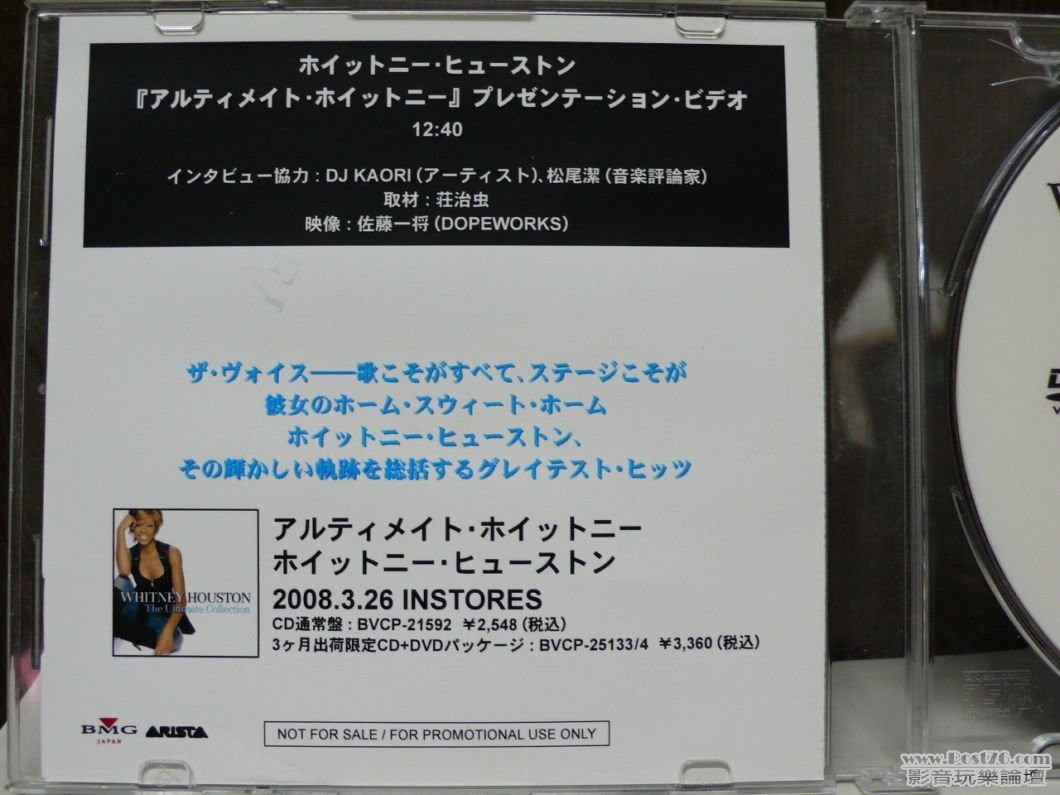 ホイットニー・ヒューストン
『アルティメイト・ホイットニー』プレゼンテーション・ビデオ
12:40
インタビュー協力：DJ KAORI（アーティスト）、松尾潔（音楽評論家）
取材：荘治虫
映像：佐藤一将（DOPEWORKS）
ザ・ヴォイス――歌こそがすべて、ステージこそが
彼女のホーム・スウィート・ホーム
ホイットニー・ヒューストン、
その輝かしい軌跡を総括するグレイテスト・ヒッツ
WHITNEY HOUSTON
The Ultimate Collection
アルティメイト・ホイットニー
ホイットニー・ヒューストン
2008.3.26 INSTORES
CD通常盤：BVCP-21592 ￥2,548（税込）
3ヶ月出荷限定CD+DVDパッケージ：BVCP-25133/4 ￥3,360（税込）
BMG
JAPAN
ARISTA
NOT FOR SALE / FOR PROMOTIONAL USE ONLY
www.Post76.com
影音玩樂論壇